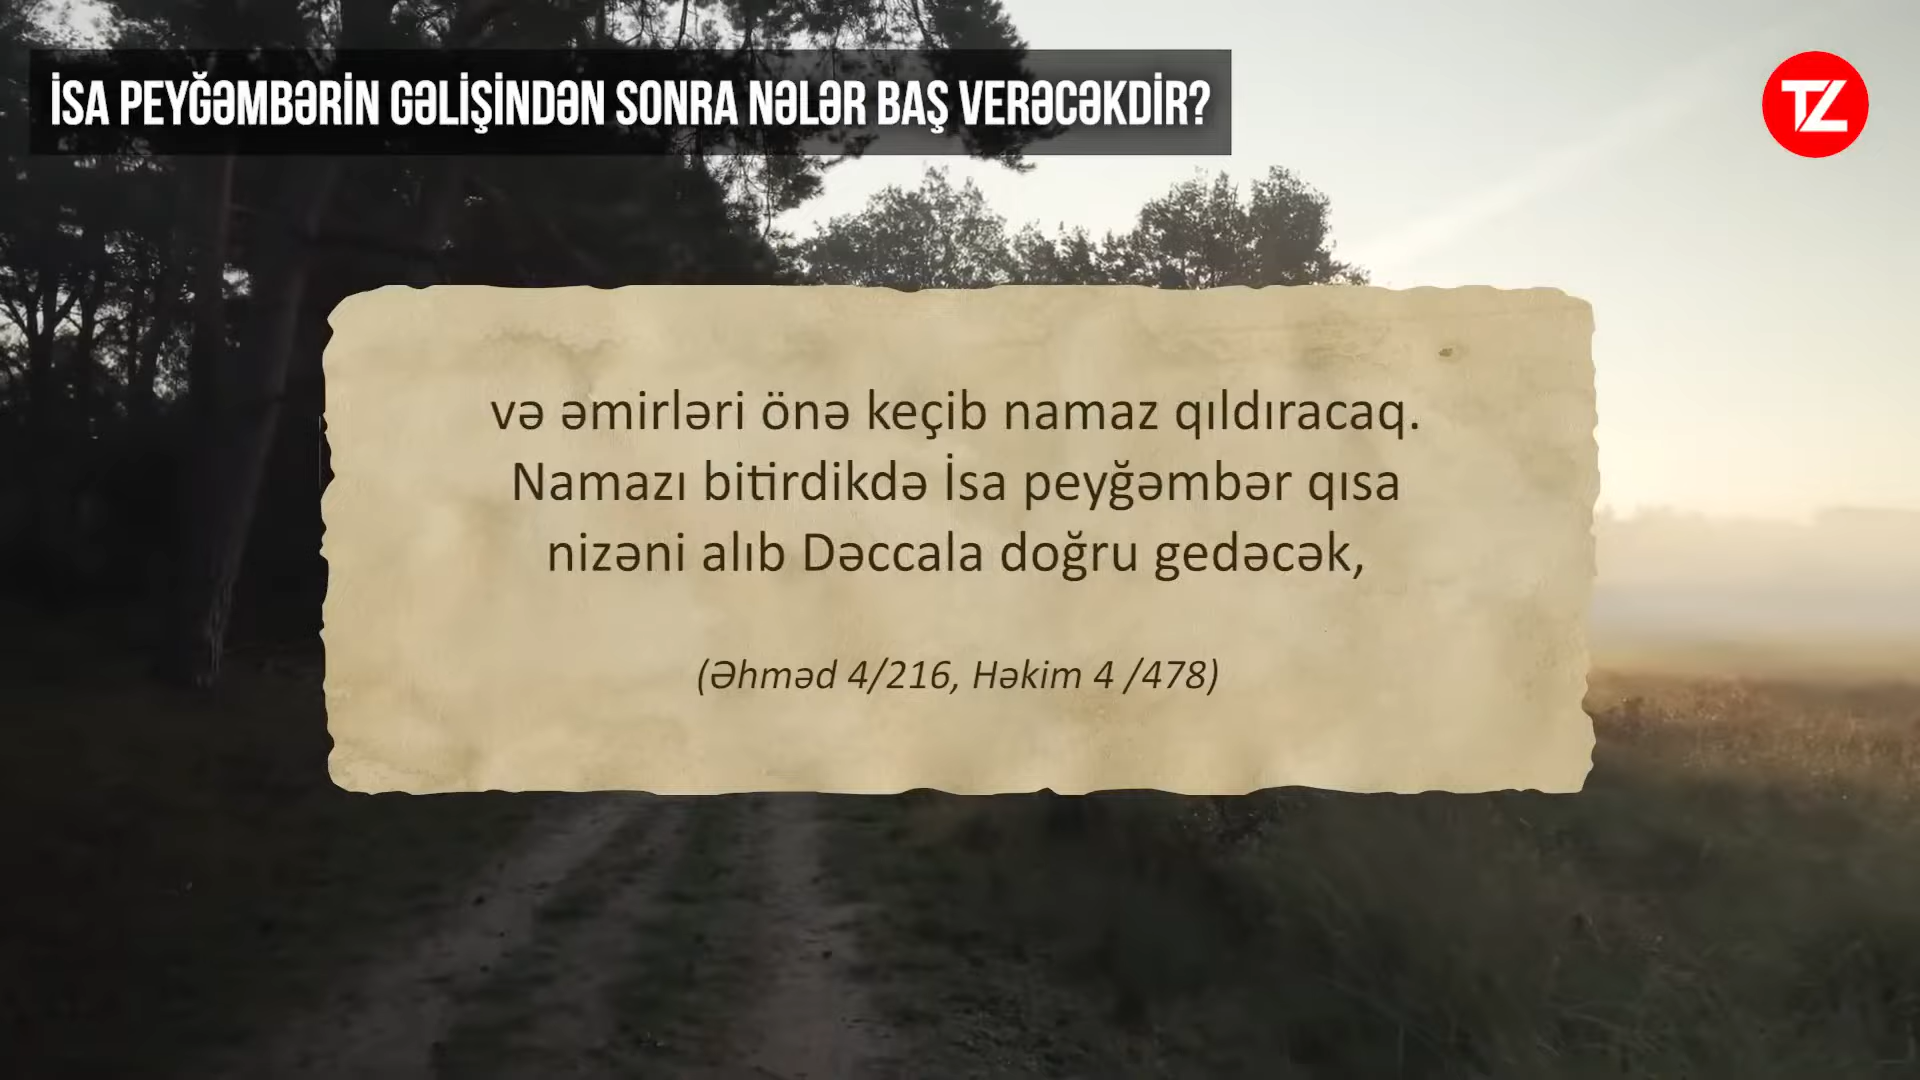 İSA PEYĞƏMBƏRİN GƏLİŞİNDƏN SONRA NƏLƏR BAŞ VERƏCƏKDİR?
TZ
və əmirləri önə keçib namaz qıldıracaq.
Namazı bitirdikdə İsa peyğəmbər qısa
nizəni alıb Dəccala doğru gedəcək,
(Əhməd 4/216, Həkim 4 /478)